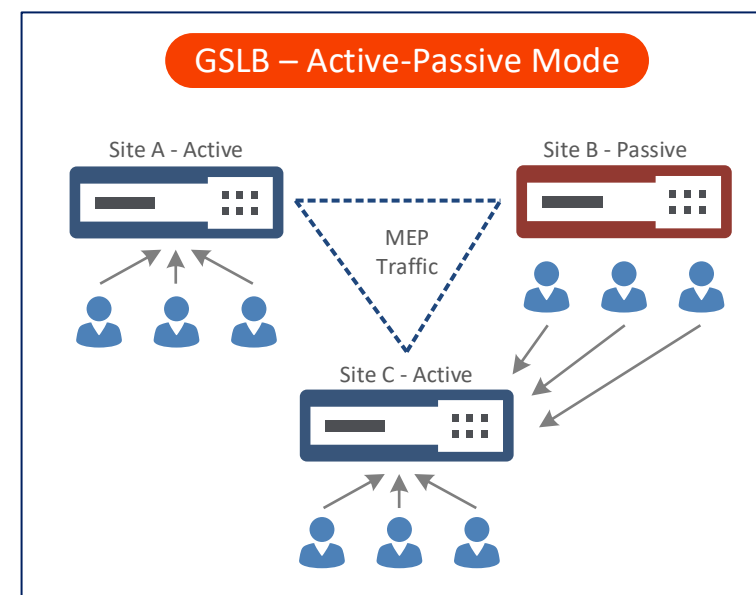 GSLB – Active-Passive Mode
Site A - Active
Site B - Passive
MEP
Traffic
Site C - Active